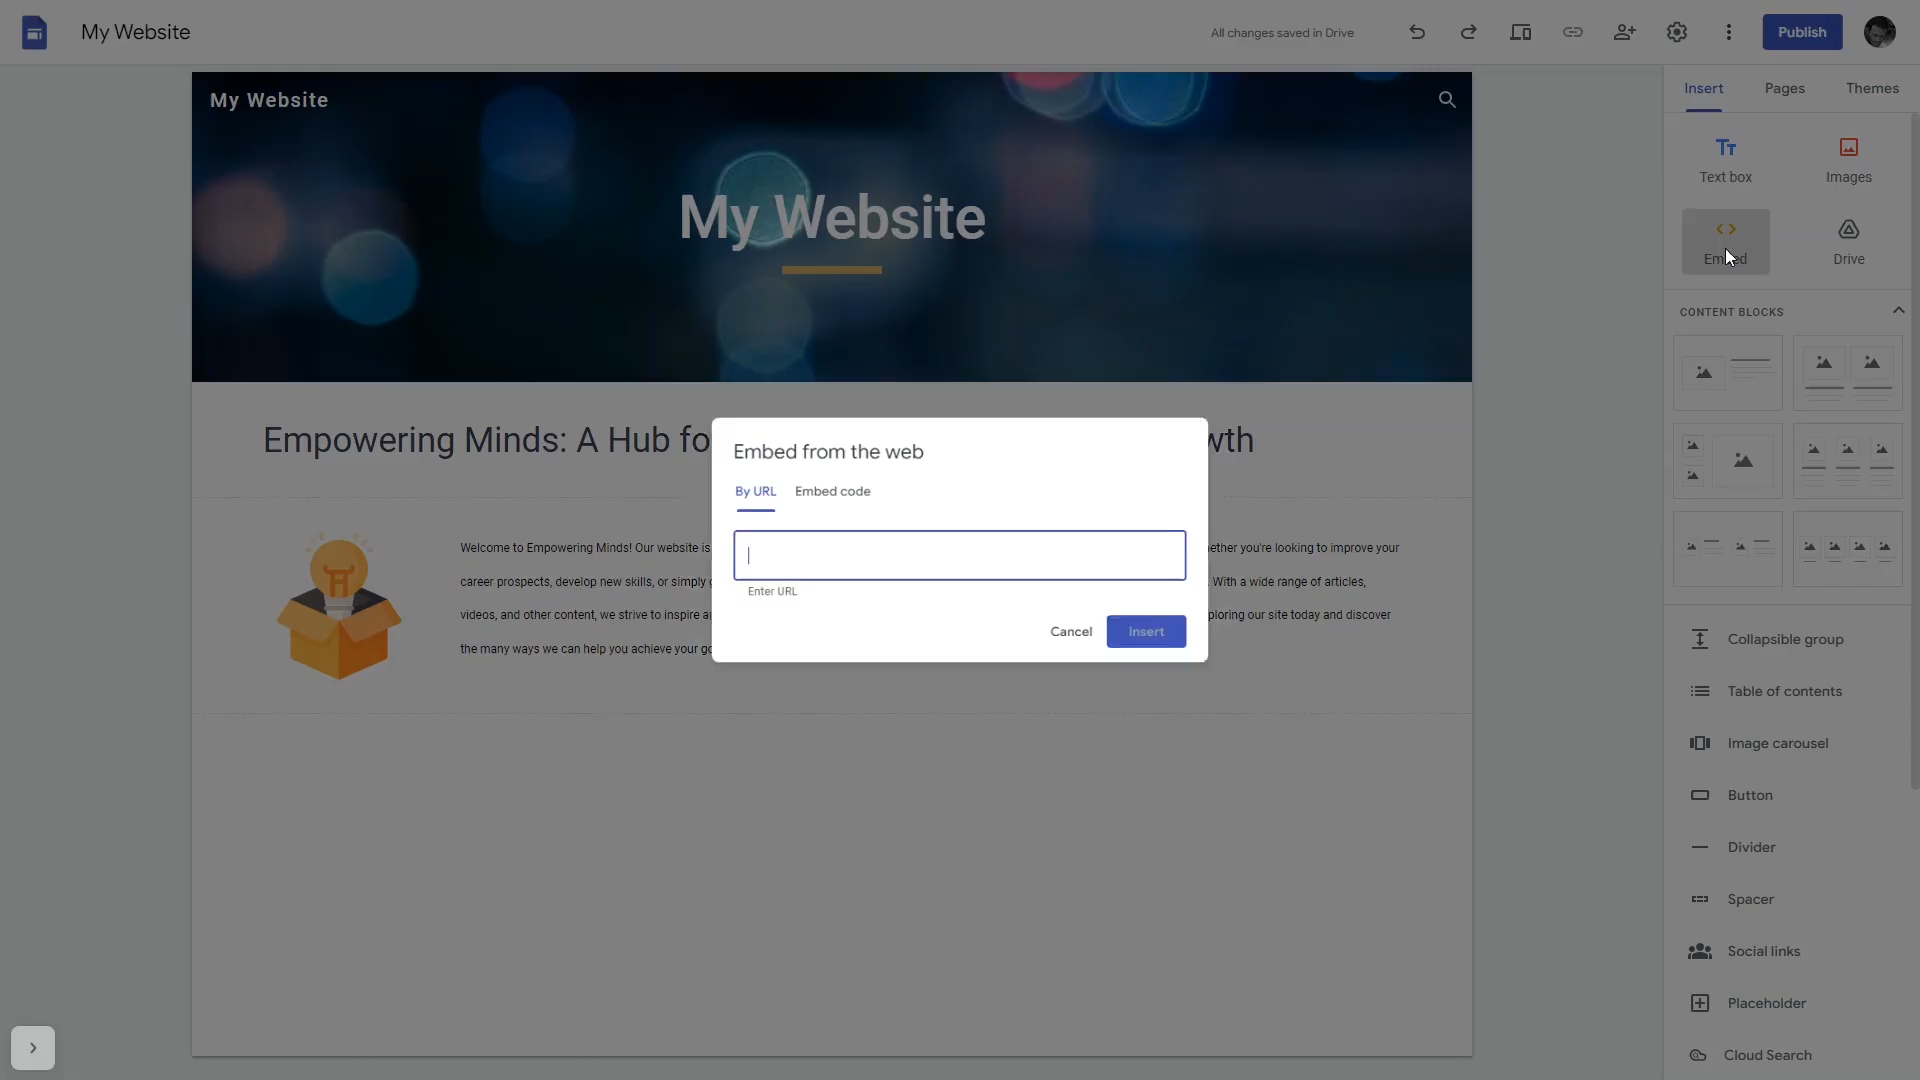 My Website
All changes saved in Drive
Publish
My Website
My Website
Insert
Pages
Themes
Text box
Images
Embed
Drive
CONTENT BLOCKS
Empowering Minds: A Hub fo
wth
Welcome to Empowering Minds! Our website is
ether you're looking to improve your
career prospects, develop new skills, or simply
With a wide range of articles,
videos, and other content, we strive to inspire
ploring our site today and discover
the many ways we can help you achieve your
Embed from the web
By URL
Embed code
Enter URL
Cancel
Insert
Collapsible group
Table of contents
Image carousel
Button
Divider
Spacer
Social links
Placeholder
Cloud Search